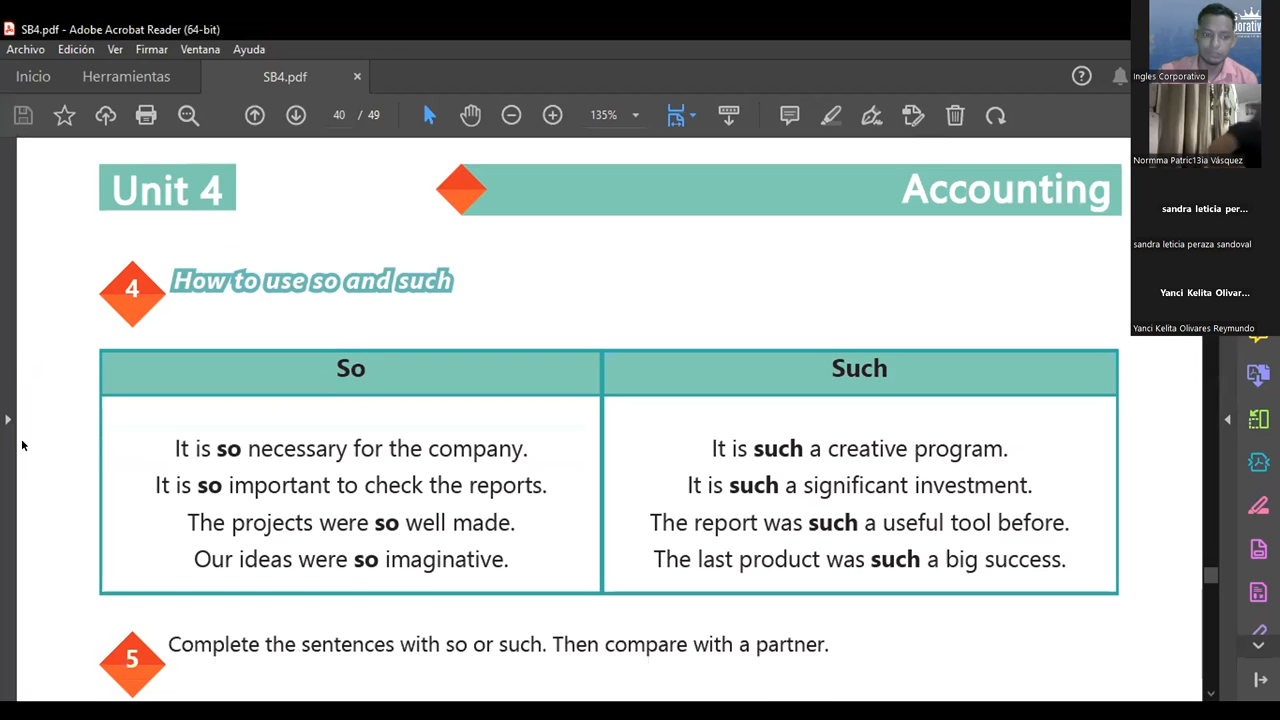 SB4.pdf - Adobe Acrobat Reader (64-bit)
Archivo Edición Ver Firmar Ventana Ayuda
Inicio Herramientas SB4.pdf ×
40 / 49 135%
Unit 4
Accounting
4 How to use so and such
So
It is so necessary for the company.
It is so important to check the reports.
The projects were so well made.
Our ideas were so imaginative.
Such
It is such a creative program.
It is such a significant investment.
The report was such a useful tool before.
The last product was such a big success.
5 Complete the sentences with so or such. Then compare with a partner.
Ingles Corporativo
Normma Patric13ia Vásquez
sandra leticia per...
sandra leticia peraza sandoval
Yanci Kelita Olivar...
Yanci Kelita Olivares Reymundo